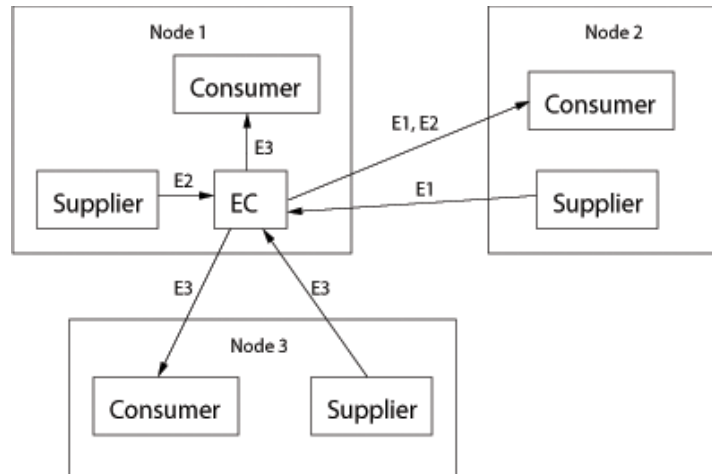 Node 1
Node 2
Consumer
Consumer
E1, E2
E3
E2
Supplier
EC
E1
Supplier
E3
E3
Node 3
Consumer
Supplier